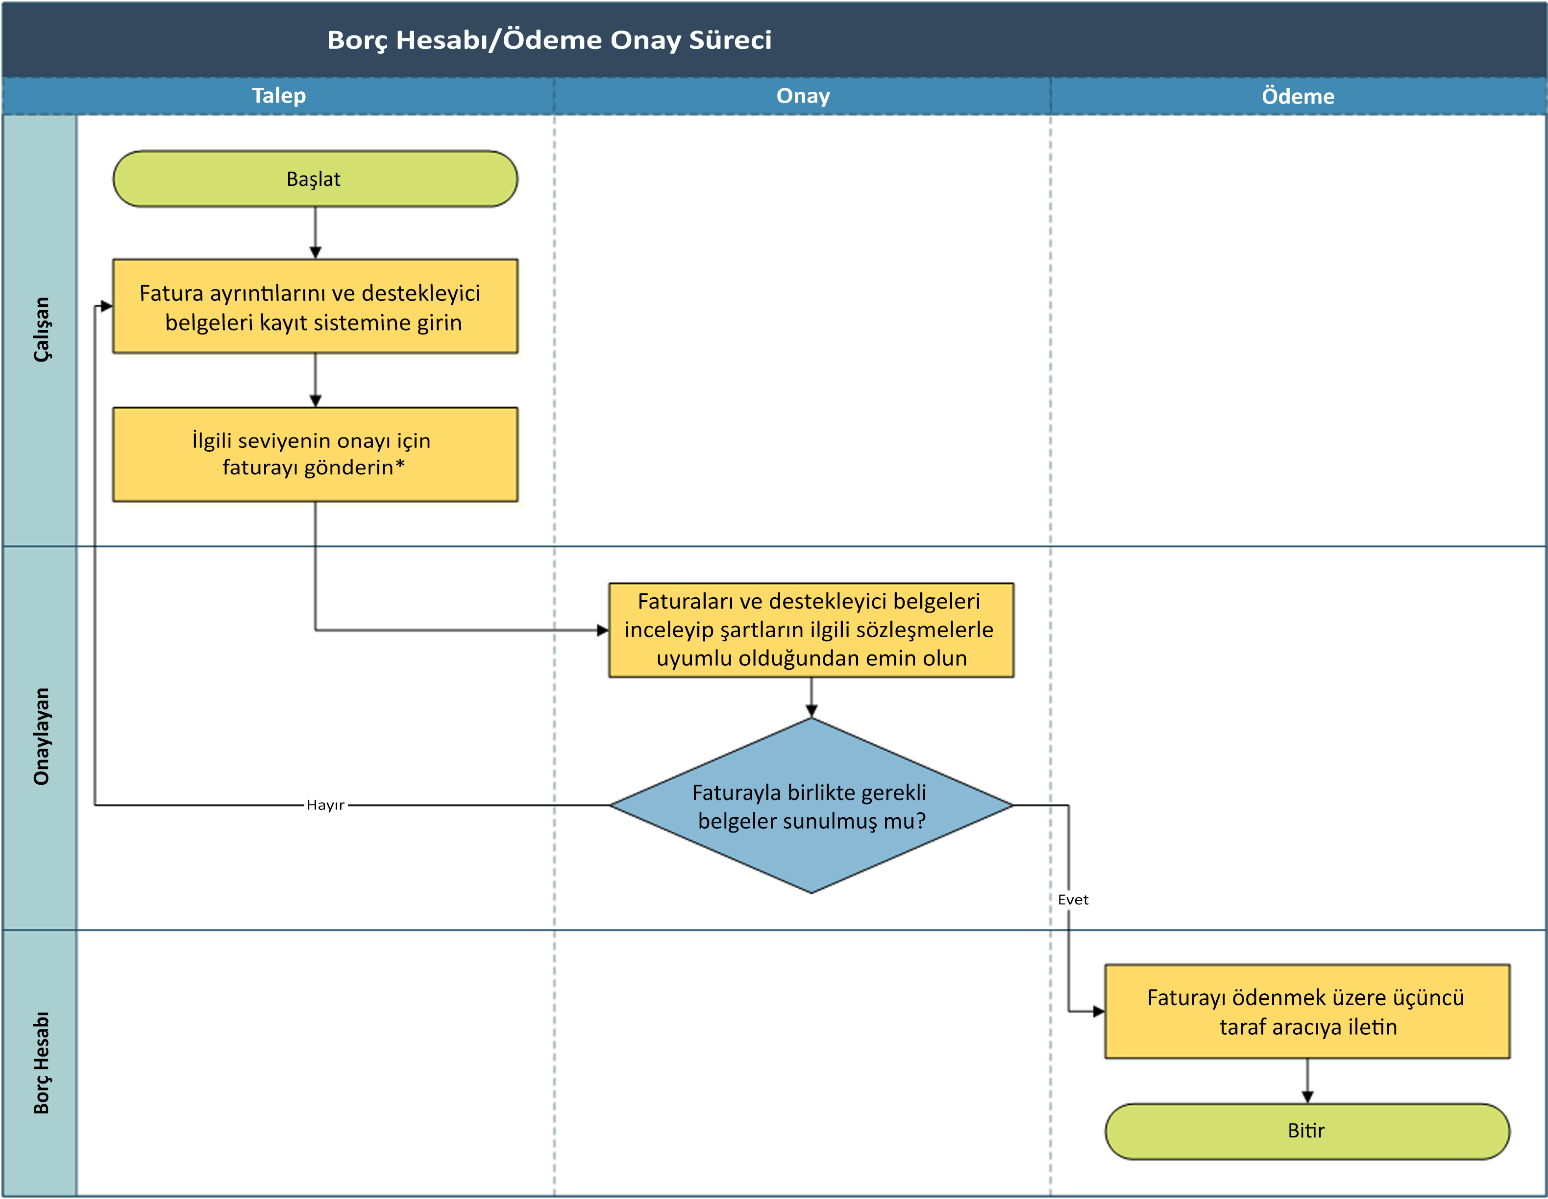 Borç Hesabı/Ödeme Onay Süreci
Talep
Onay
Ödeme
Çalışan
Başlat
Fatura ayrıntılarını ve destekleyici
belgeleri kayıt sistemine girin
İlgili seviyenin onayı için
faturayı gönderin*
Onaylayan
Faturaları ve destekleyici belgeleri
inceleyip şartların ilgili sözleşmelerle
uyumlu olduğundan emin olun
Faturayla birlikte gerekli
belgeler sunulmuş mu?
Hayır
Evet
Borç Hesabı
Faturayı ödenmek üzere üçüncü
taraf aracıya iletin
Bitir